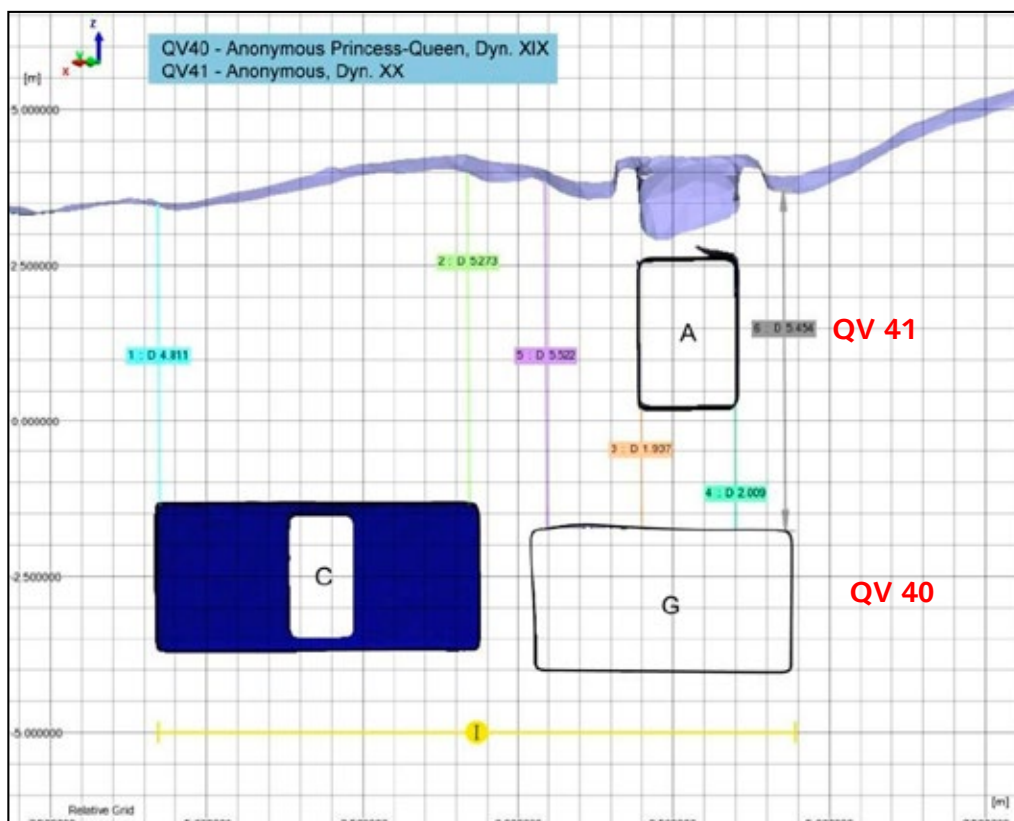 z
Y
x
[m]
QV40 - Anonymous Princess-Queen, Dyn. XIX
QV41 - Anonymous, Dyn. XX
5.000000
2.500000
2 : D 5.273
6 : D 5.454
QV 41
A
1 : D 4.811
5 : D 5.522
0.000000
3 : D 1.937
4 : D 2.009
-2.500000
C
G
QV 40
-5.000000
I
Relative Grid
[m]